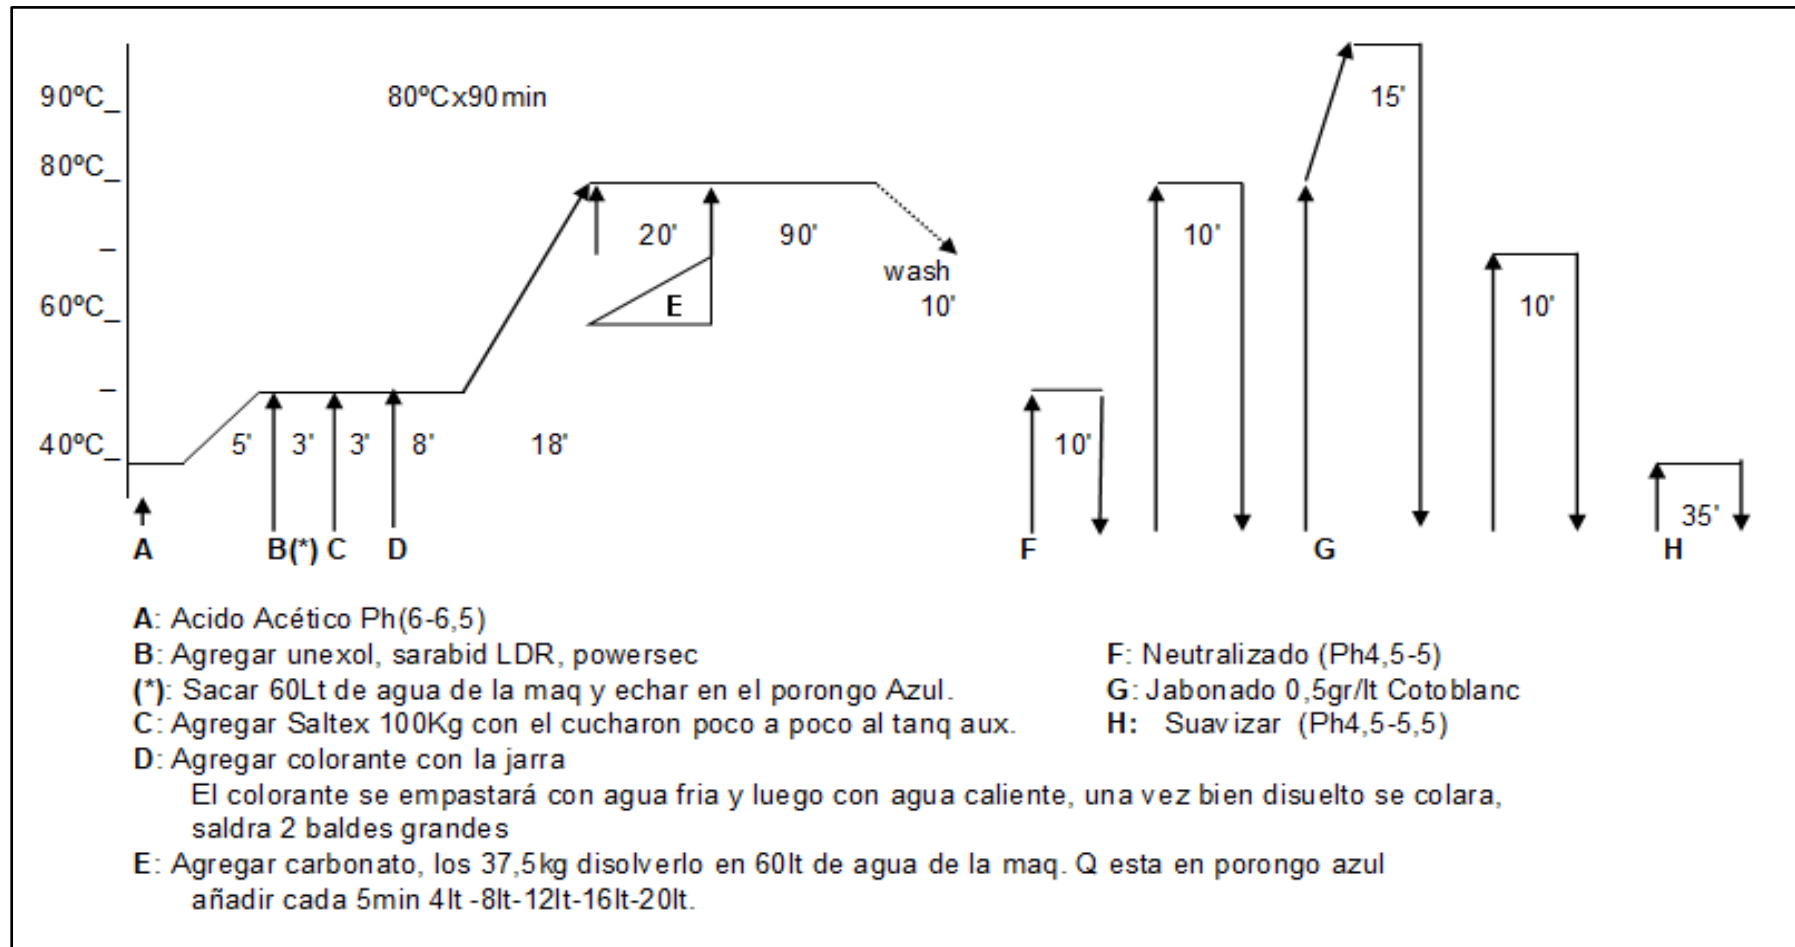 90ºC_
80ºCx90min
15'
80ºC_
_
20'
90'
10'
wash
10'
60ºC_
E
10'
_
40ºC_
5'
3'
3'
8'
18'
10'
35'
A
B(*)
C
D
F
G
H
A: Acido Acético Ph(6-6,5)
B: Agregar unexol, sarabid LDR, powersec
(*): Sacar 60Lt de agua de la maq y echar en el porongo Azul.
C: Agregar Saltex 100Kg con el cucharon poco a poco al tanq aux.
D: Agregar colorante con la jarra
El colorante se empastará con agua fria y luego con agua caliente, una vez bien disuelto se colara,
saldra 2 baldes grandes
E: Agregar carbonato, los 37,5kg disolverlo en 60lt de agua de la maq. Q esta en porongo azul
añadir cada 5min 4lt -8lt-12lt-16lt-20lt.
F: Neutralizado (Ph4,5-5)
G: Jabonado 0,5gr/lt Cotoblanc
H: Suavizar (Ph4,5-5,5)